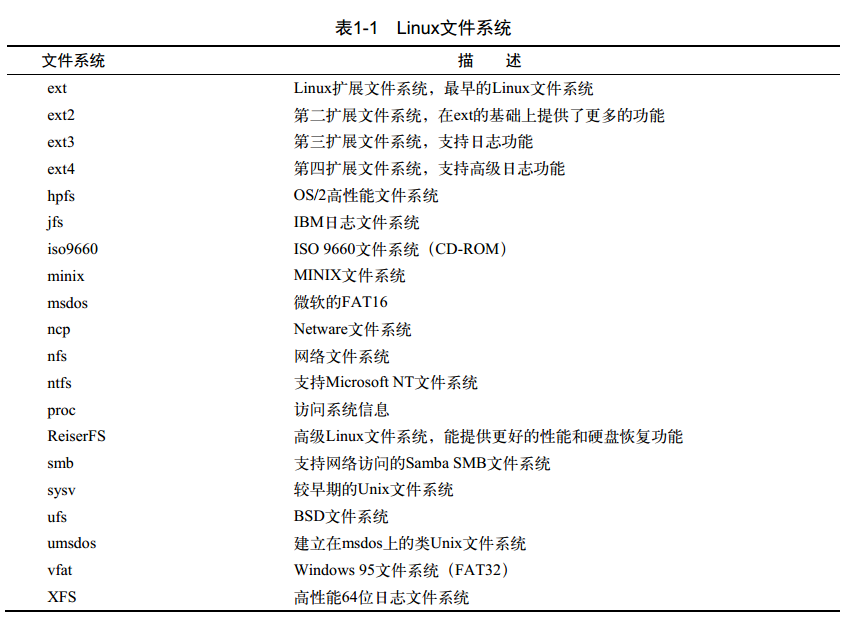 表1-1 Linux文件系统
文件系统 描 述
ext Linux扩展文件系统，最早的Linux文件系统
ext2 第二扩展文件系统，在ext的基础上提供了更多的功能
ext3 第三扩展文件系统，支持日志功能
ext4 第四扩展文件系统，支持高级日志功能
hpfs OS/2高性能文件系统
jfs IBM日志文件系统
iso9660 ISO 9660文件系统（CD-ROM）
minix MINIX文件系统
msdos 微软的FAT16
ncp Netware文件系统
nfs 网络文件系统
ntfs 支持Microsoft NT文件系统
proc 访问系统信息
ReiserFS 高级Linux文件系统，能提供更好的性能和硬盘恢复功能
smb 支持网络访问的Samba SMB文件系统
sysv 较早期的Unix文件系统
ufs BSD文件系统
umsdos 建立在msdos上的类Unix文件系统
vfat Windows 95文件系统（FAT32）
XFS 高性能64位日志文件系统